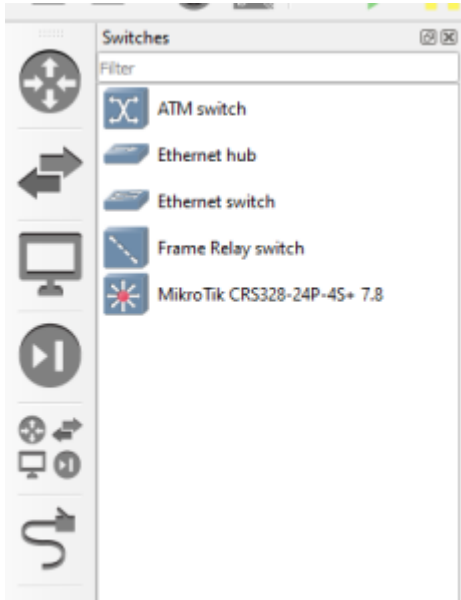 Switches
Filter
ATM switch
Ethernet hub
Ethernet switch
Frame Relay switch
MikroTik CRS328-24P-4S+ 7.8